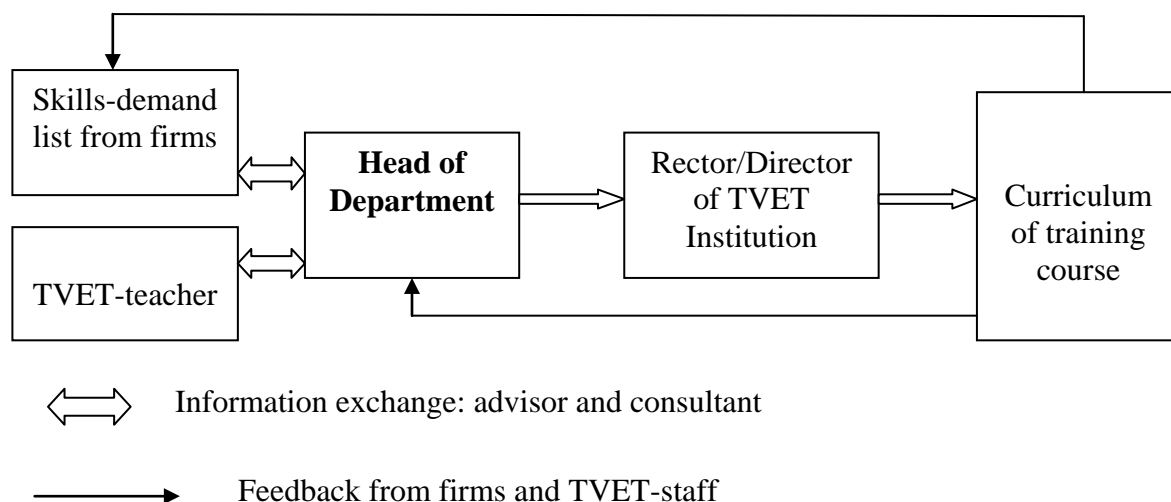 Skills-demand
list from firms
Head of
Department
Rector/Director
of TVET
Institution
Curriculum
of training
course
TVET-teacher
Information exchange: advisor and consultant
Feedback from firms and TVET-staff